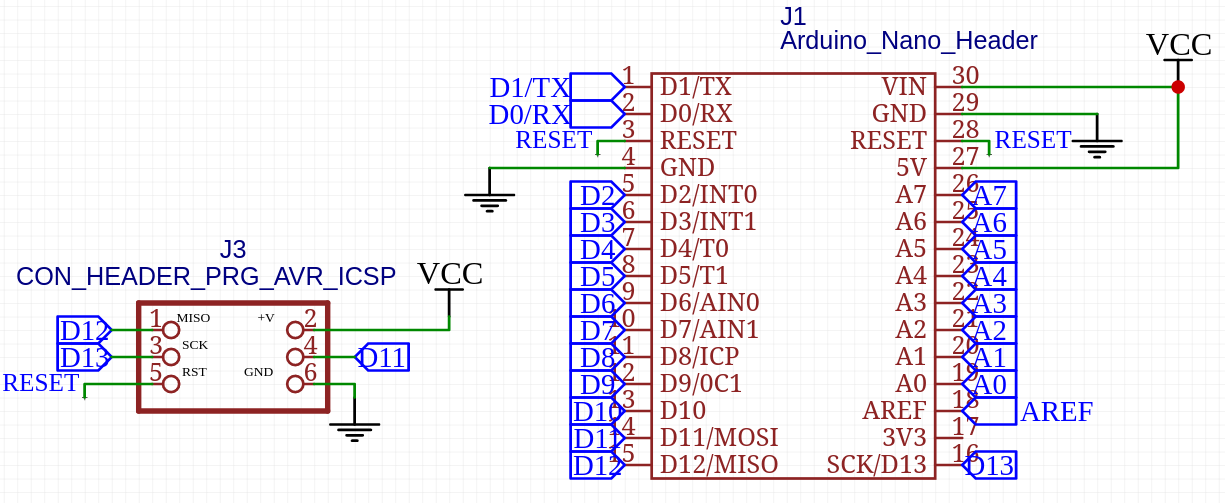 J1
Arduino_Nano_Header
VCC
D1/TX 1 D1/TX VIN 30
D0/RX 2 D0/RX GND 29
RESET 3 RESET RESET 28 RESET
4 GND 5V 27
D2 5 D2/INT0 A7 26 A7
D3 6 D3/INT1 A6 25 A6
D4 7 D4/T0 A5 24 A5
D5 8 D5/T1 A4 23 A4
D6 9 D6/AIN0 A3 22 A3
D7 10 D7/AIN1 A2 21 A2
D8 11 D8/ICP A1 20 A1
D9 12 D9/0C1 A0 19 A0
D10 13 D10 AREF 18 AREF
D11 14 D11/MOSI 3V3 17
D12 15 D12/MISO SCK/D13 16 D13
J3
CON_HEADER_PRG_AVR_ICSP
VCC
D12 1 MISO +V 2
D13 3 SCK 4 D11
RESET 5 RST GND 6